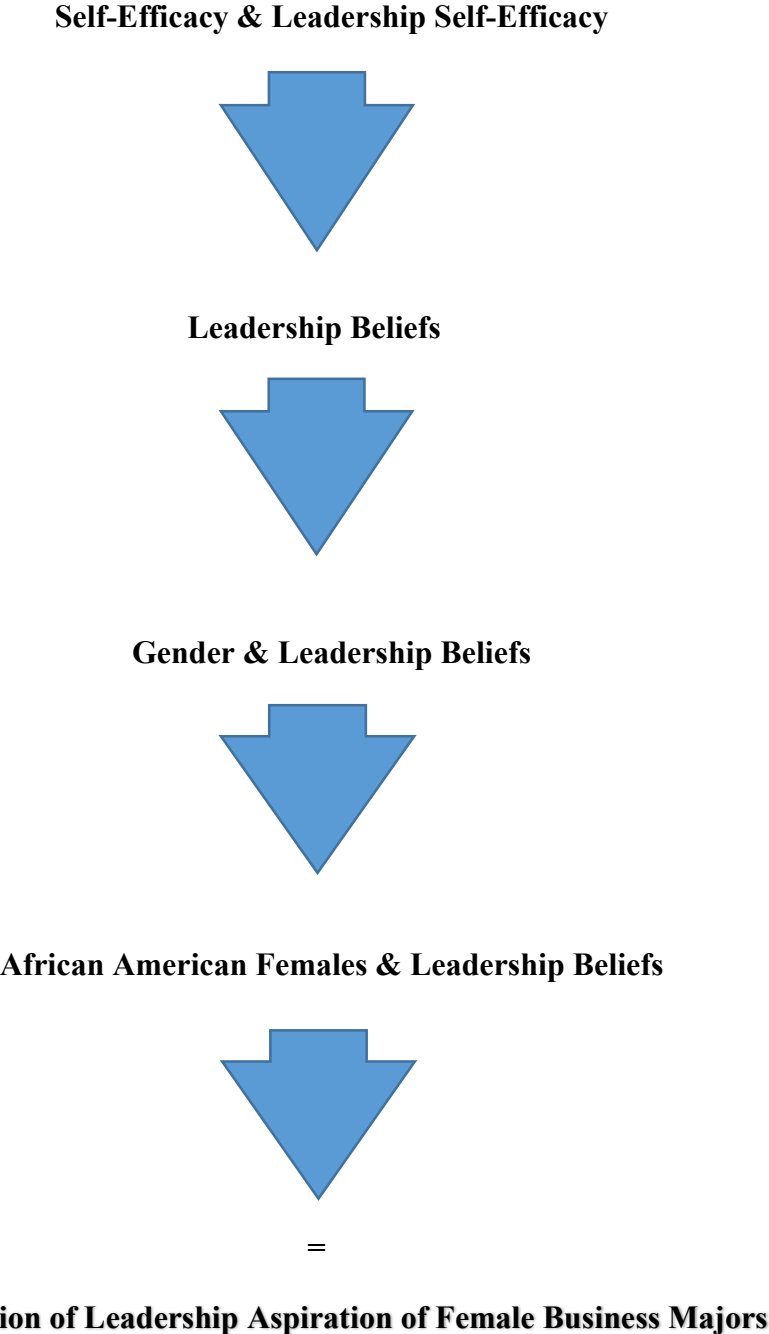 Self-Efficacy & Leadership Self-Efficacy
Leadership Beliefs
Gender & Leadership Beliefs
African American Females & Leadership Beliefs
=
of Leadership Aspiration of Female Business Majors